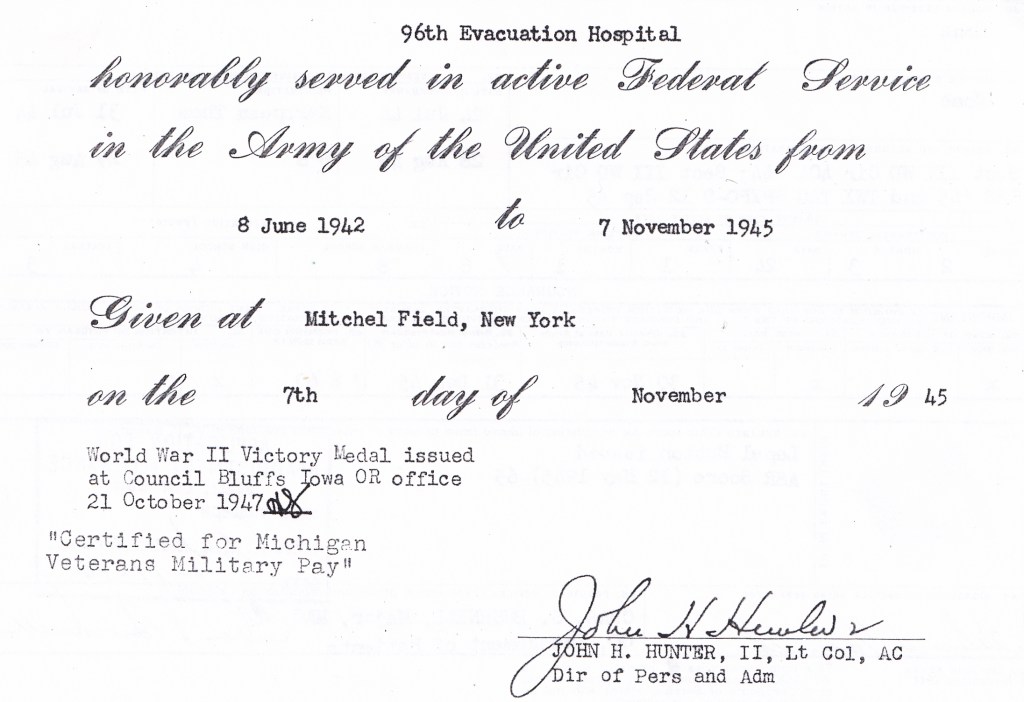 96th Evacuation Hospital
honorably served in active Federal Service
in the Army of the United States from
8 June 1942 to 7 November 1945
Given at Mitchel Field, New York
on the 7th day of November 19 45
World War II Victory Medal issued
at Council Bluffs Iowa OR office
21 October 1947
"Certified for Michigan
Veterans Military Pay"
John H Hunter
JOHN H. HUNTER, II, Lt Col, AC
Dir of Pers and Adm